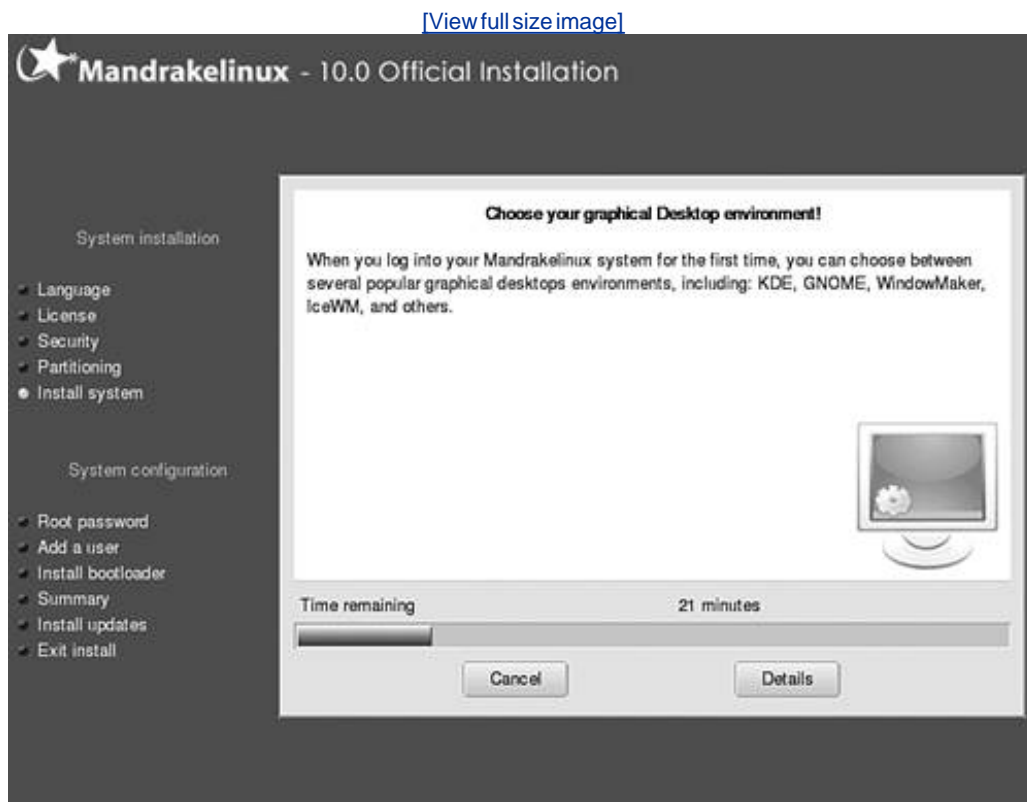 [View full size image]
Mandrakelinux - 10.0 Official Installation
System installation
Language
License
Security
Partitioning
Install system
System configuration
Root password
Add a user
Install bootloader
Summary
Install updates
Exit install
Choose your graphical Desktop environment!
When you log into your Mandrakelinux system for the first time, you can choose between
several popular graphical desktops environments, including: KDE, GNOME, WindowMaker,
IceWM, and others.
Time remaining 21 minutes
Cancel Details